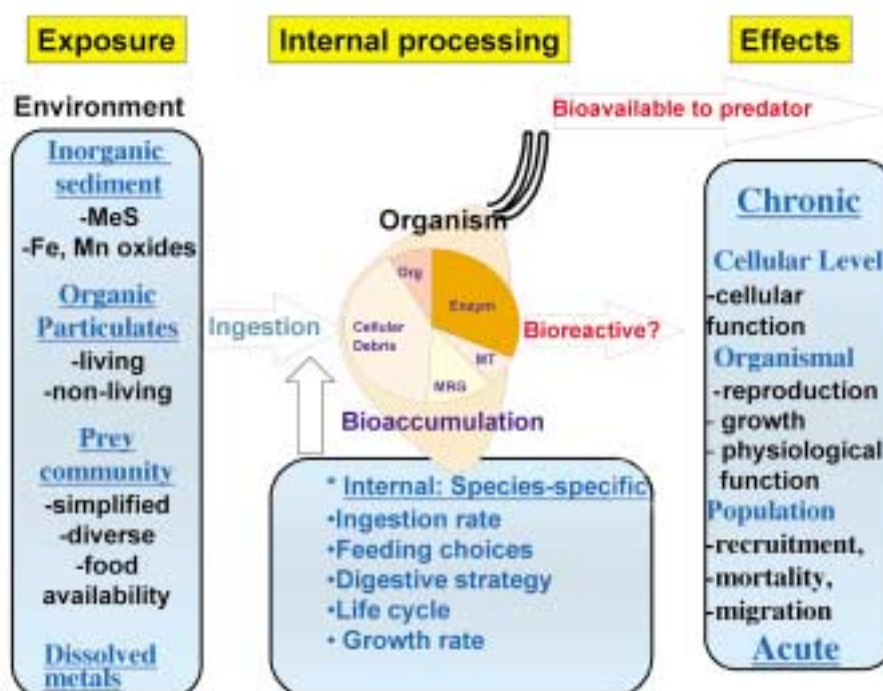 Exposure
Internal processing
Effects
Environment
Inorganic
sediment
-MeS
-Fe, Mn oxides
Organic
Particulates
-living
-non-living
Prey
community
-simplified
-diverse
-food
availability
Dissolved
metals
Ingestion
Bioavailable to predator
Organism
Org
Enzym
Cellular
Debris
MT
MRG
Bioreactive?
Bioaccumulation
* Internal: Species-specific
•Ingestion rate
•Feeding choices
•Digestive strategy
•Life cycle
• Growth rate
Chronic
Cellular Level
-cellular
function
Organismal
-reproduction
- growth
- physiological
function
Population
-recruitment,
-mortality,
-migration
Acute